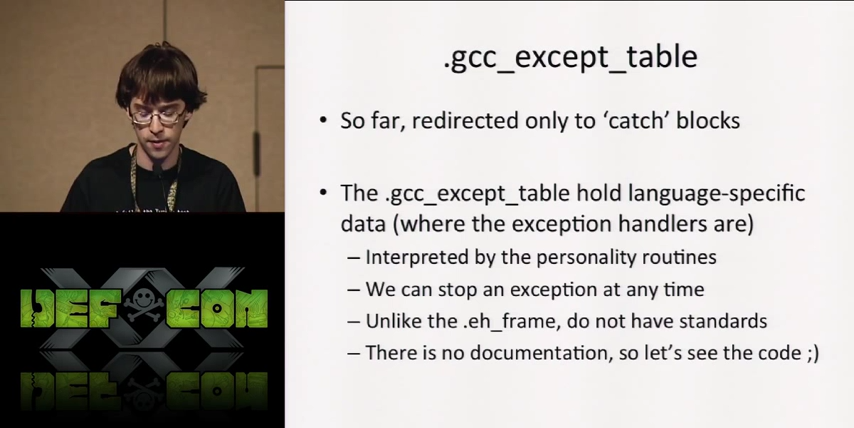 .gcc_except_table
• So far, redirected only to ‘catch’ blocks
• The .gcc_except_table hold language-specific
data (where the exception handlers are)
– Interpreted by the personality routines
– We can stop an exception at any time
– Unlike the .eh_frame, do not have standards
– There is no documentation, so let’s see the code ;)
XX
DEF CON